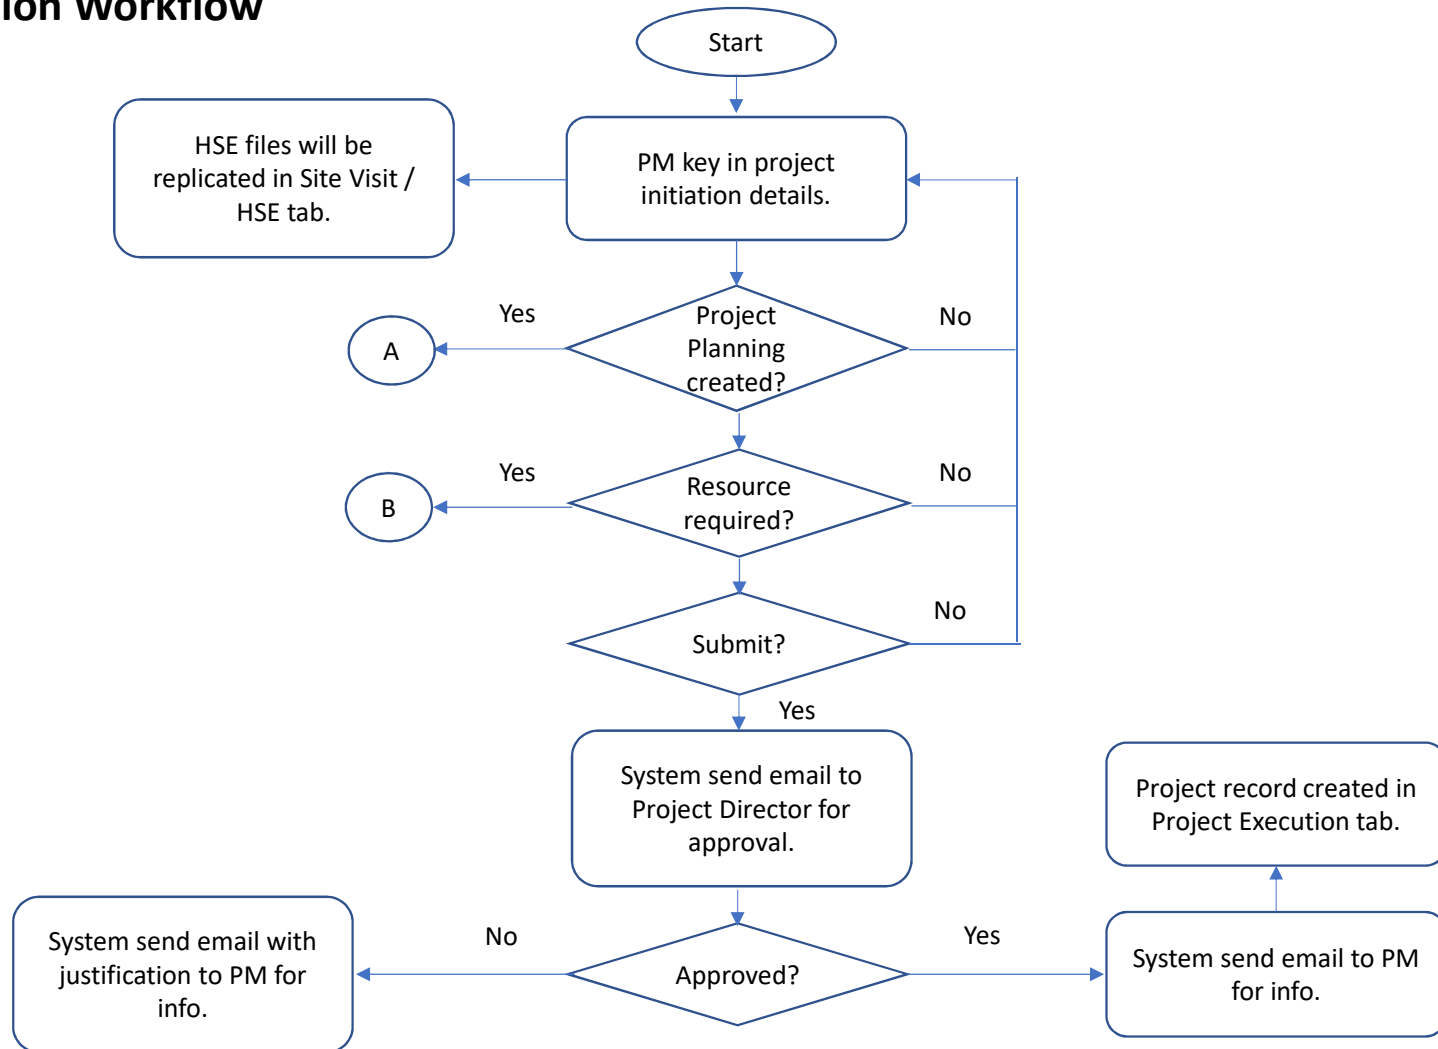 ion Workflow
Start
HSE files will be
replicated in Site Visit /
HSE tab.
PM key in project
initiation details.
Yes
Project
Planning
created?
No
A
Yes
Resource
required?
No
B
Submit?
No
Yes
System send email to
Project Director for
approval.
Project record created in
Project Execution tab.
System send email with
justification to PM for
info.
No
Approved?
Yes
System send email to PM
for info.